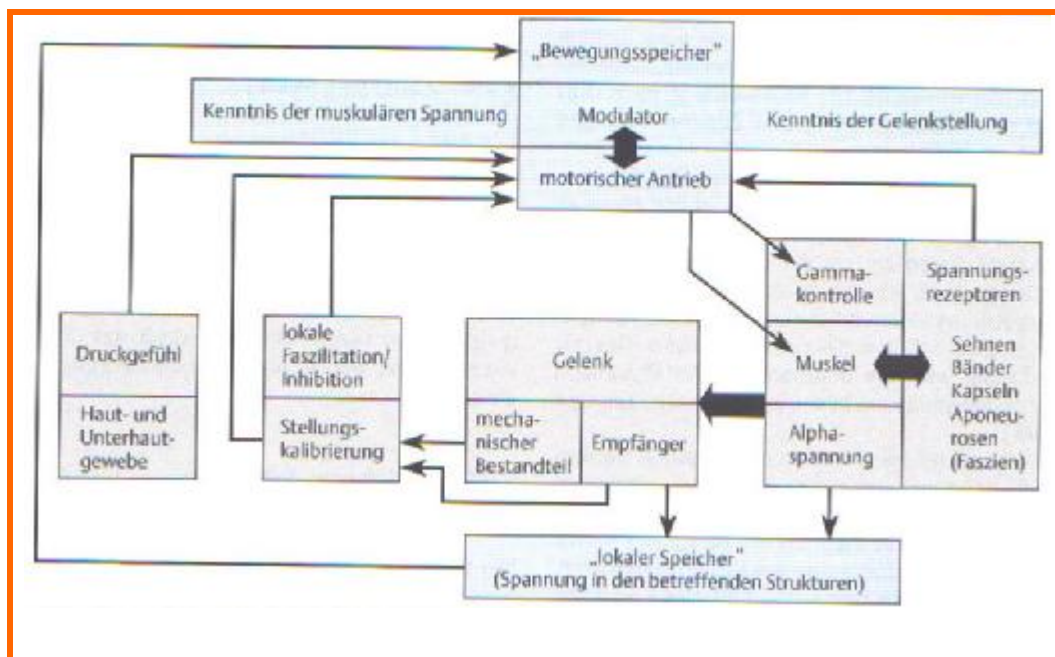 „Bewegungsspeicher"
Kenntnis der muskulären Spannung
Modulator
Kenntnis der Gelenkstellung
motorischer Antrieb
Gamma-
kontrolle
Spannungs-
rezeptoren
Druckgefühl
lokale
Faszilitation/
Inhibition
Gelenk
Muskel
Sehnen
Bänder
Kapseln
Aponeu-
rosen
(Faszien)
Haut- und
Unterhaut-
gewebe
Stellungs-
kalibrierung
mecha-
nischer
Bestandteil
Empfänger
Alpha-
spannung
„lokaler Speicher"
(Spannung in den betreffenden Strukturen)